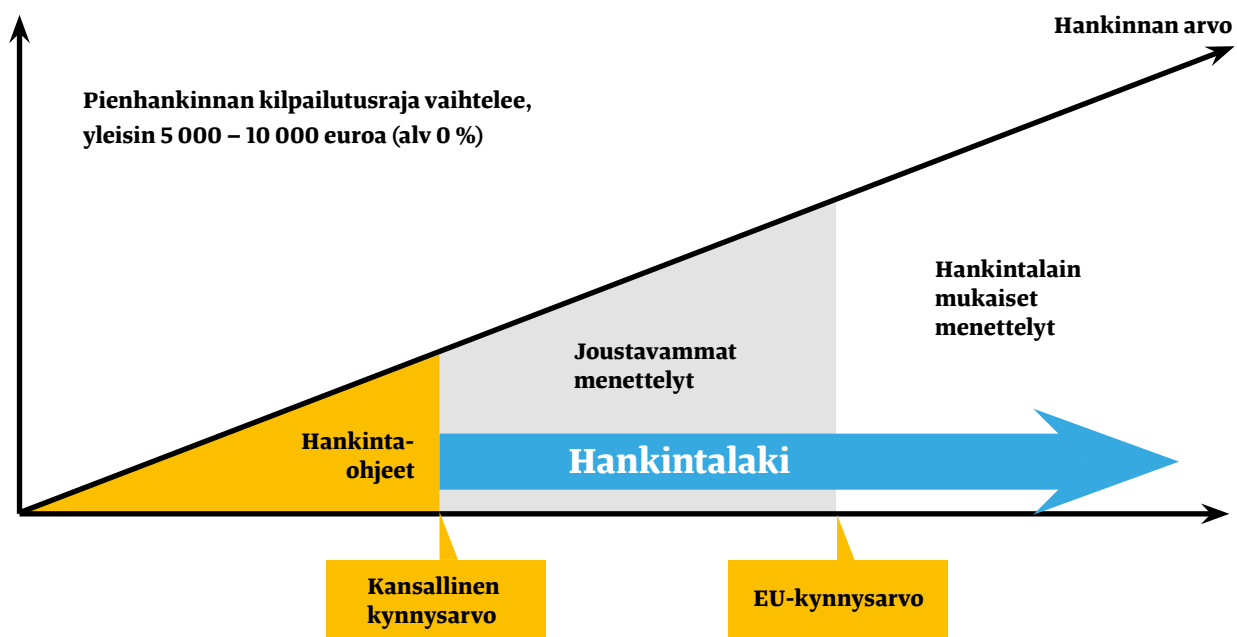 Hankinnan arvo
Pienhankinnan kilpailutusraja vaihtelee,
yleisin 5 000 – 10 000 euroa (alv 0 %)
Hankintalain
mukaiset
menettelyt
Joustavammat
menettelyt
Hankinta-
ohjeet
Hankintalaki
Kansallinen
kynnysarvo
EU-kynnysarvo